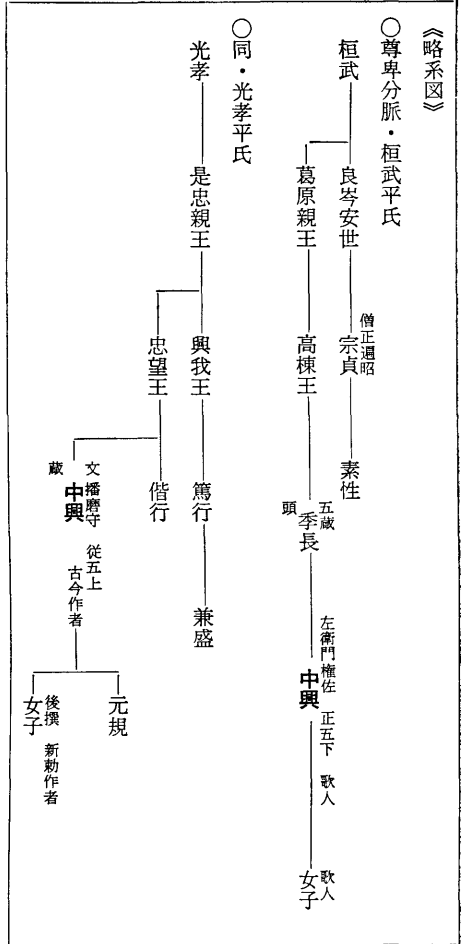 《略系図》
○尊卑分脈・桓武平氏
桓武
良岑安世
僧正遍昭
宗貞
素性
葛原親王
高棟王
五蔵
頭
季長
左衛門権佐 正五下 歌人
中興
歌人
女子
○同・光孝平氏
光孝
是忠親王
興我王
篤行
兼盛
忠望王
偕行
文 播磨守 従五上
蔵
中興
古今作者
元規
後撰 新勅作者
女子